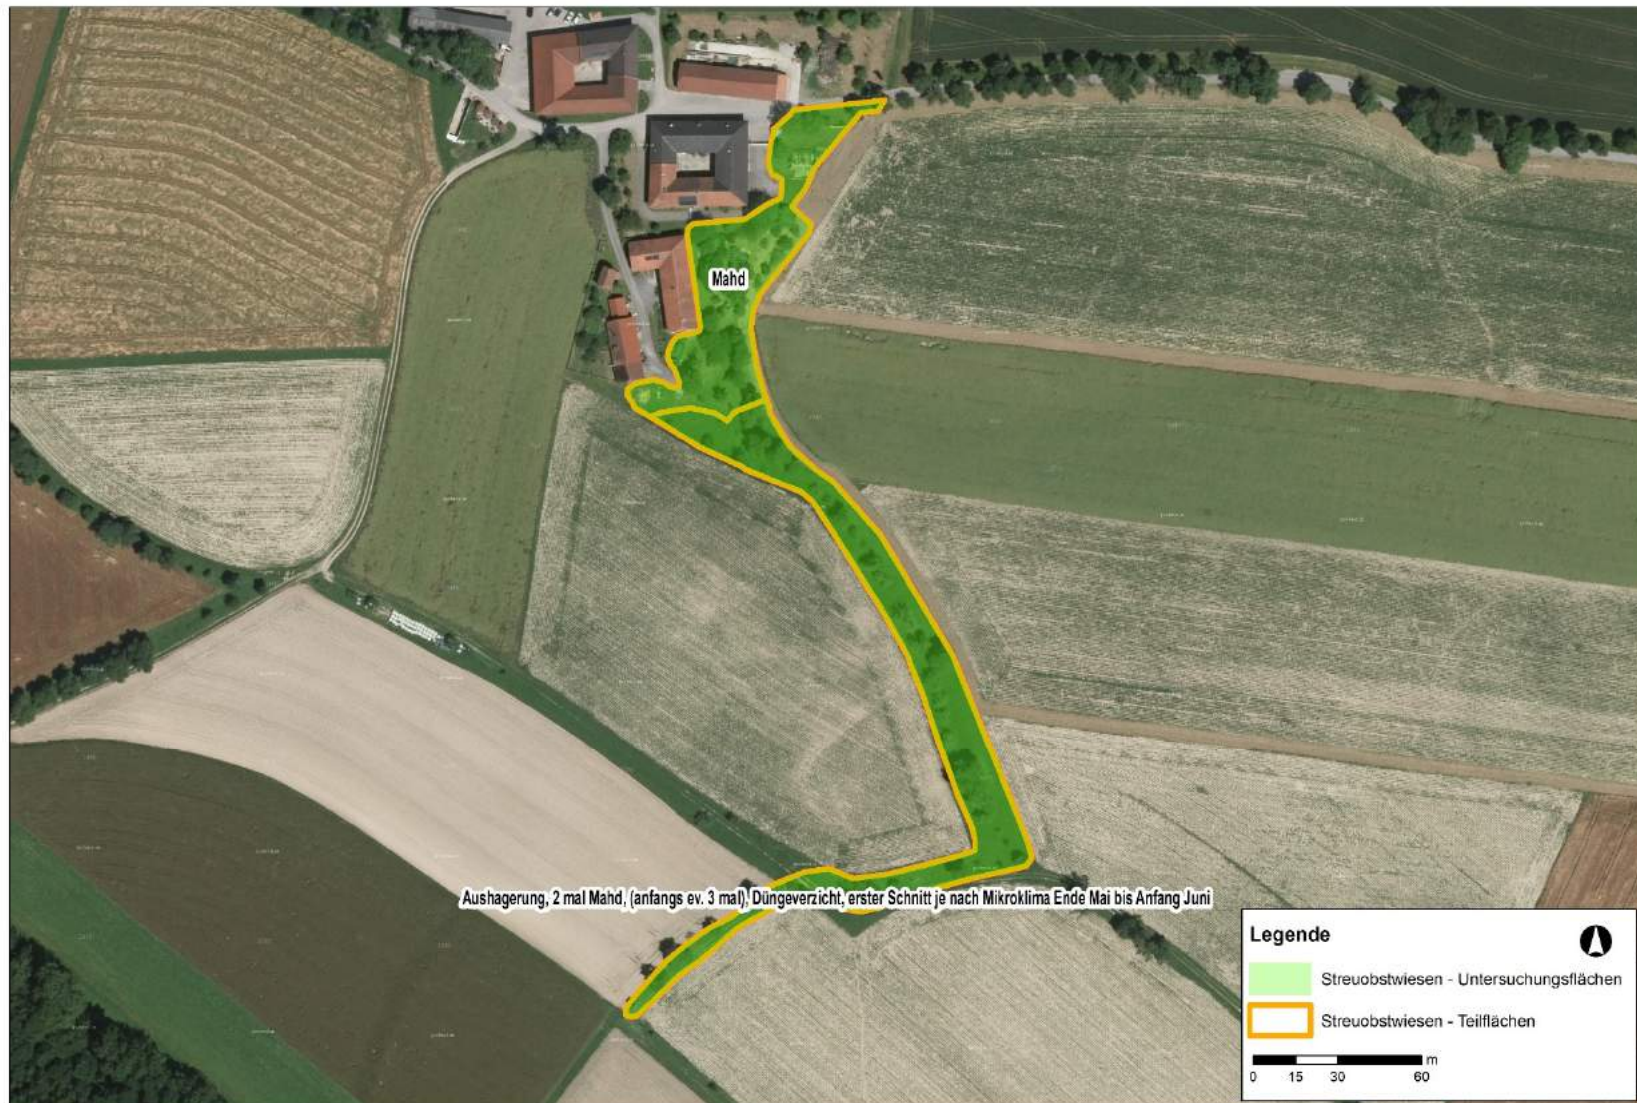 Mahd
Aushagerung, 2 mal Mahd, (anfangs ev. 3 mal), Düngeverzicht, erster Schnitt je nach Mikroklima Ende Mai bis Anfang Juni
Legende
Streuobstwiesen - Untersuchungsflächen
Streuobstwiesen - Teilflächen
m
0 15 30 60